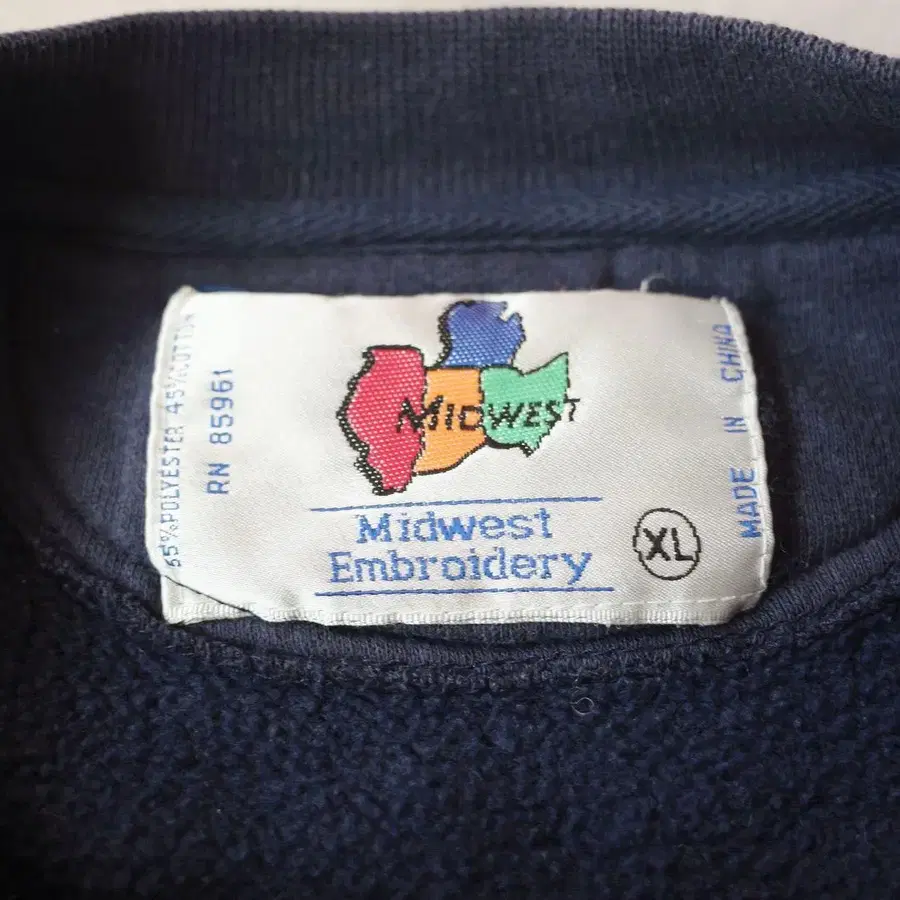 55%POLYESTER 45%COTTON
RN 85961
MIDWEST
Midwest
Embroidery
XL
MADE IN CHINA